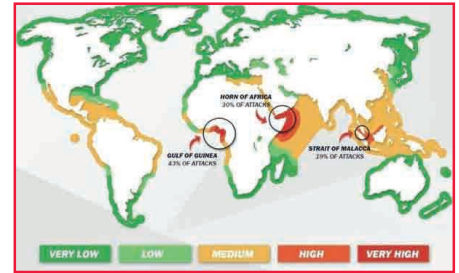 HORN OF AFRICA
30% OF ATTACKS
GULF OF GUINEA
43% OF ATTACKS
STRAIT OF MALACCA
19% OF ATTACKS
VERY LOW
LOW
MEDIUM
HIGH
VERY HIGH